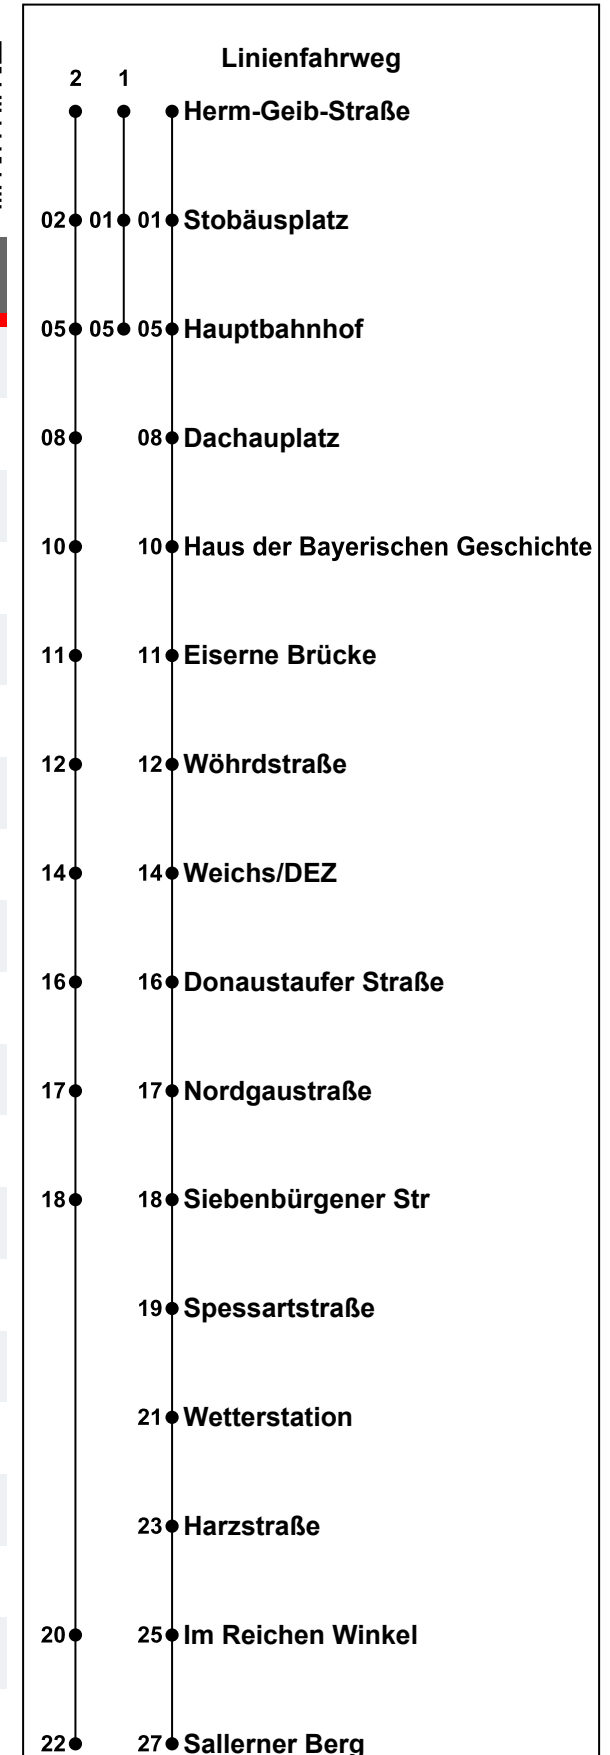 Linienfahrweg
2 1
Herm-Geib-Straße
02 01 01 Stobäusplatz
05 05 05 Hauptbahnhof
08 08 Dachauplatz
10 10 Haus der Bayerischen Geschichte
11 11 Eiserne Brücke
12 12 Wöhrdstraße
14 14 Weichs/DEZ
16 16 Donaustaufer Straße
17 17 Nordgaustraße
18 18 Siebenbürgener Str
19 Spessartstraße
21 Wetterstation
23 Harzstraße
20 25 Im Reichen Winkel
22 27 Sallerner Berg